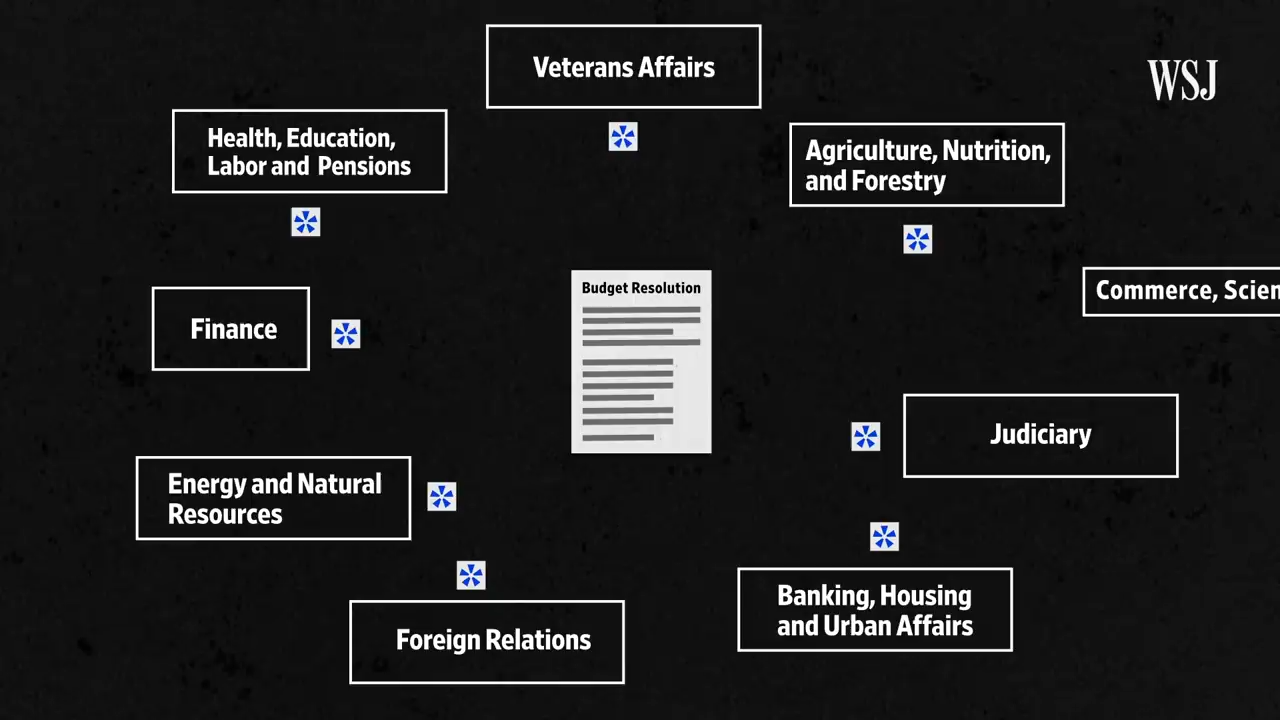 Veterans Affairs
WSJ
Health, Education,
Labor and Pensions
Agriculture, Nutrition,
and Forestry
Budget Resolution
Commerce, Scien
Finance
Judiciary
Energy and Natural
Resources
Banking, Housing
and Urban Affairs
Foreign Relations